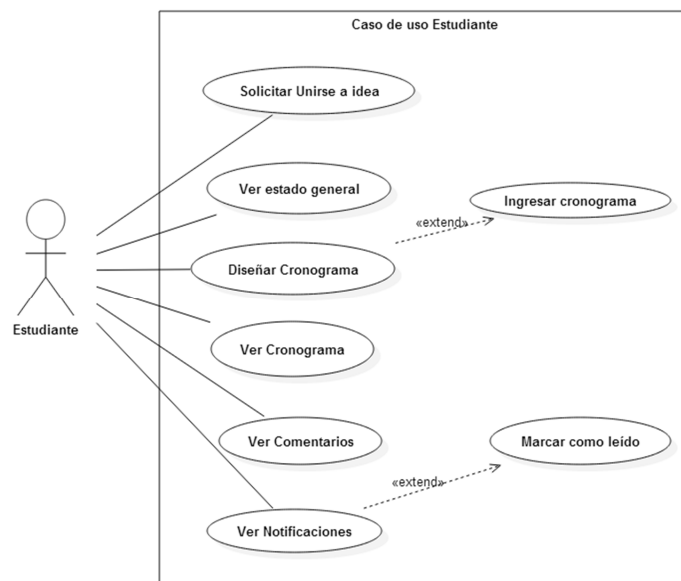 Caso de uso Estudiante
Solicitar Unirse a idea
Ver estado general
Ingresar cronograma
«extend»
Diseñar Cronograma
Estudiante
Ver Cronograma
Ver Comentarios
Marcar como leído
«extend»
Ver Notificaciones